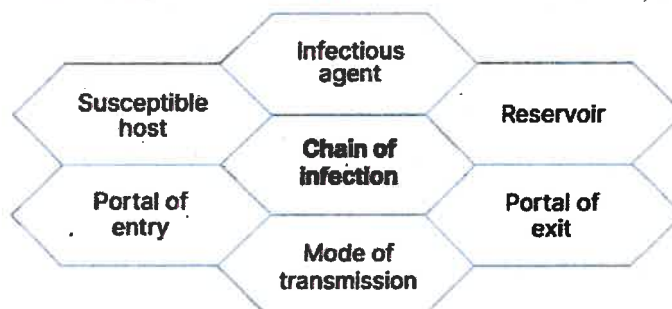 Infectious
agent
Susceptible
host
Reservoir
Chain of
infection
Portal of
entry
Portal of
exit
Mode of
transmission